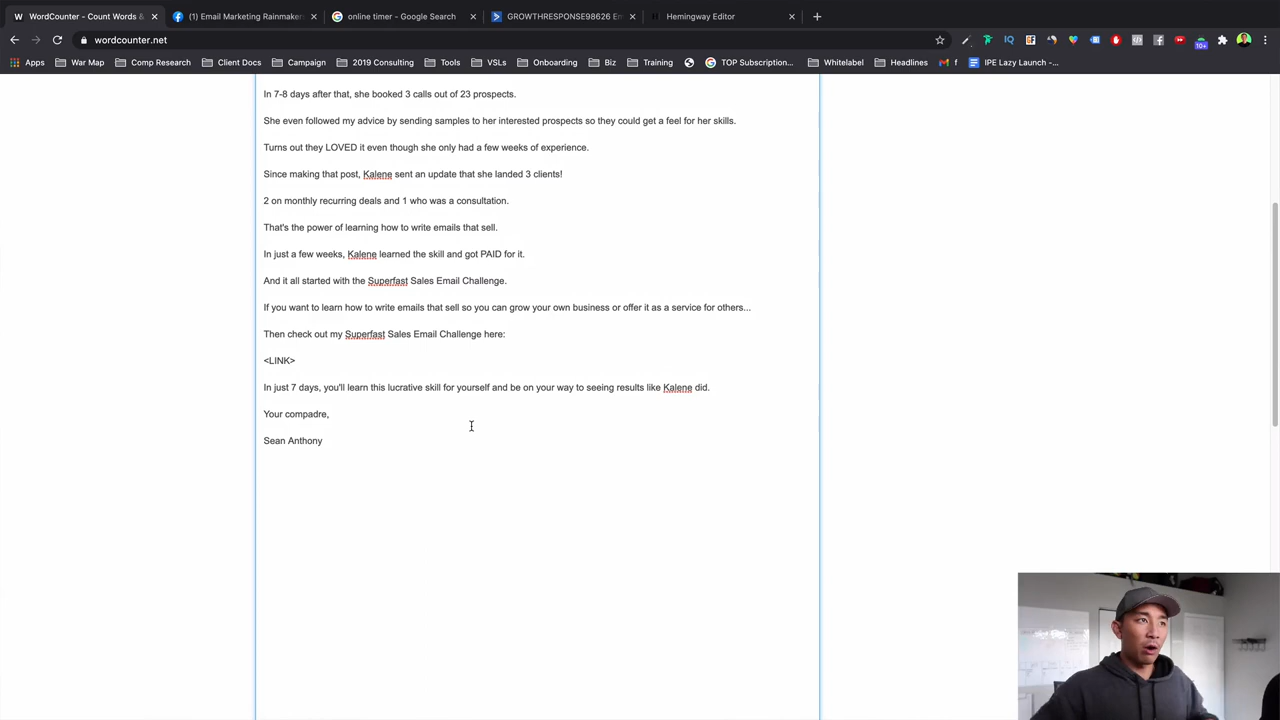 WordCounter - Count Words &
(1) Email Marketing Rainmaker
online timer - Google Search
GROWTHRESPONSE98626 Em
Hemingway Editor
wordcounter.net
10+
Apps War Map Comp Research Client Docs Campaign 2019 Consulting Tools VSLs Onboarding Biz Training TOP Subscription... Whitelabel Headlines f IPE Lazy Launch -...
In 7-8 days after that, she booked 3 calls out of 23 prospects.
She even followed my advice by sending samples to her interested prospects so they could get a feel for her skills.
Turns out they LOVED it even though she only had a few weeks of experience.
Since making that post, Kalene sent an update that she landed 3 clients!
2 on monthly recurring deals and 1 who was a consultation.
That's the power of learning how to write emails that sell.
In just a few weeks, Kalene learned the skill and got PAID for it.
And it all started with the Superfast Sales Email Challenge.
If you want to learn how to write emails that sell so you can grow your own business or offer it as a service for others...
Then check out my Superfast Sales Email Challenge here:
<LINK>
In just 7 days, you'll learn this lucrative skill for yourself and be on your way to seeing results like Kalene did.
Your compadre,
Sean Anthony